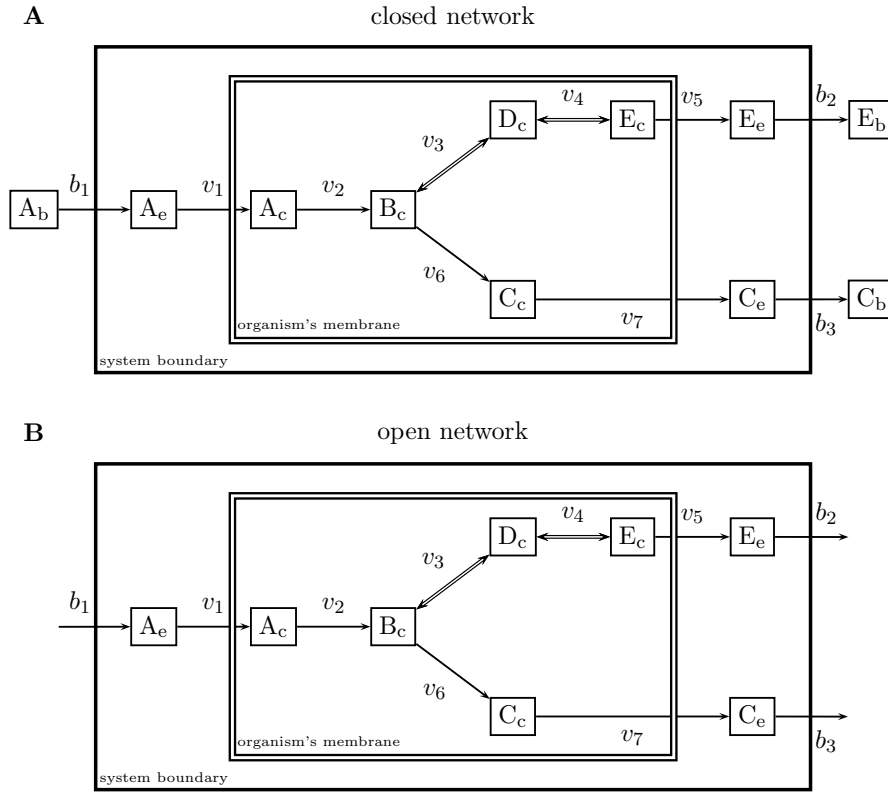 A closed network
D_c v_4 E_c v_5 E_e b_2 E_b
v_3
A_b b_1 A_e v_1 A_c v_2 B_c
v_6
C_c v_7 C_e b_3 C_b
organism's membrane
system boundary
B open network
D_c v_4 E_c v_5 E_e b_2
v_3
b_1 A_e v_1 A_c v_2 B_c
v_6
C_c v_7 C_e b_3
organism's membrane
system boundary